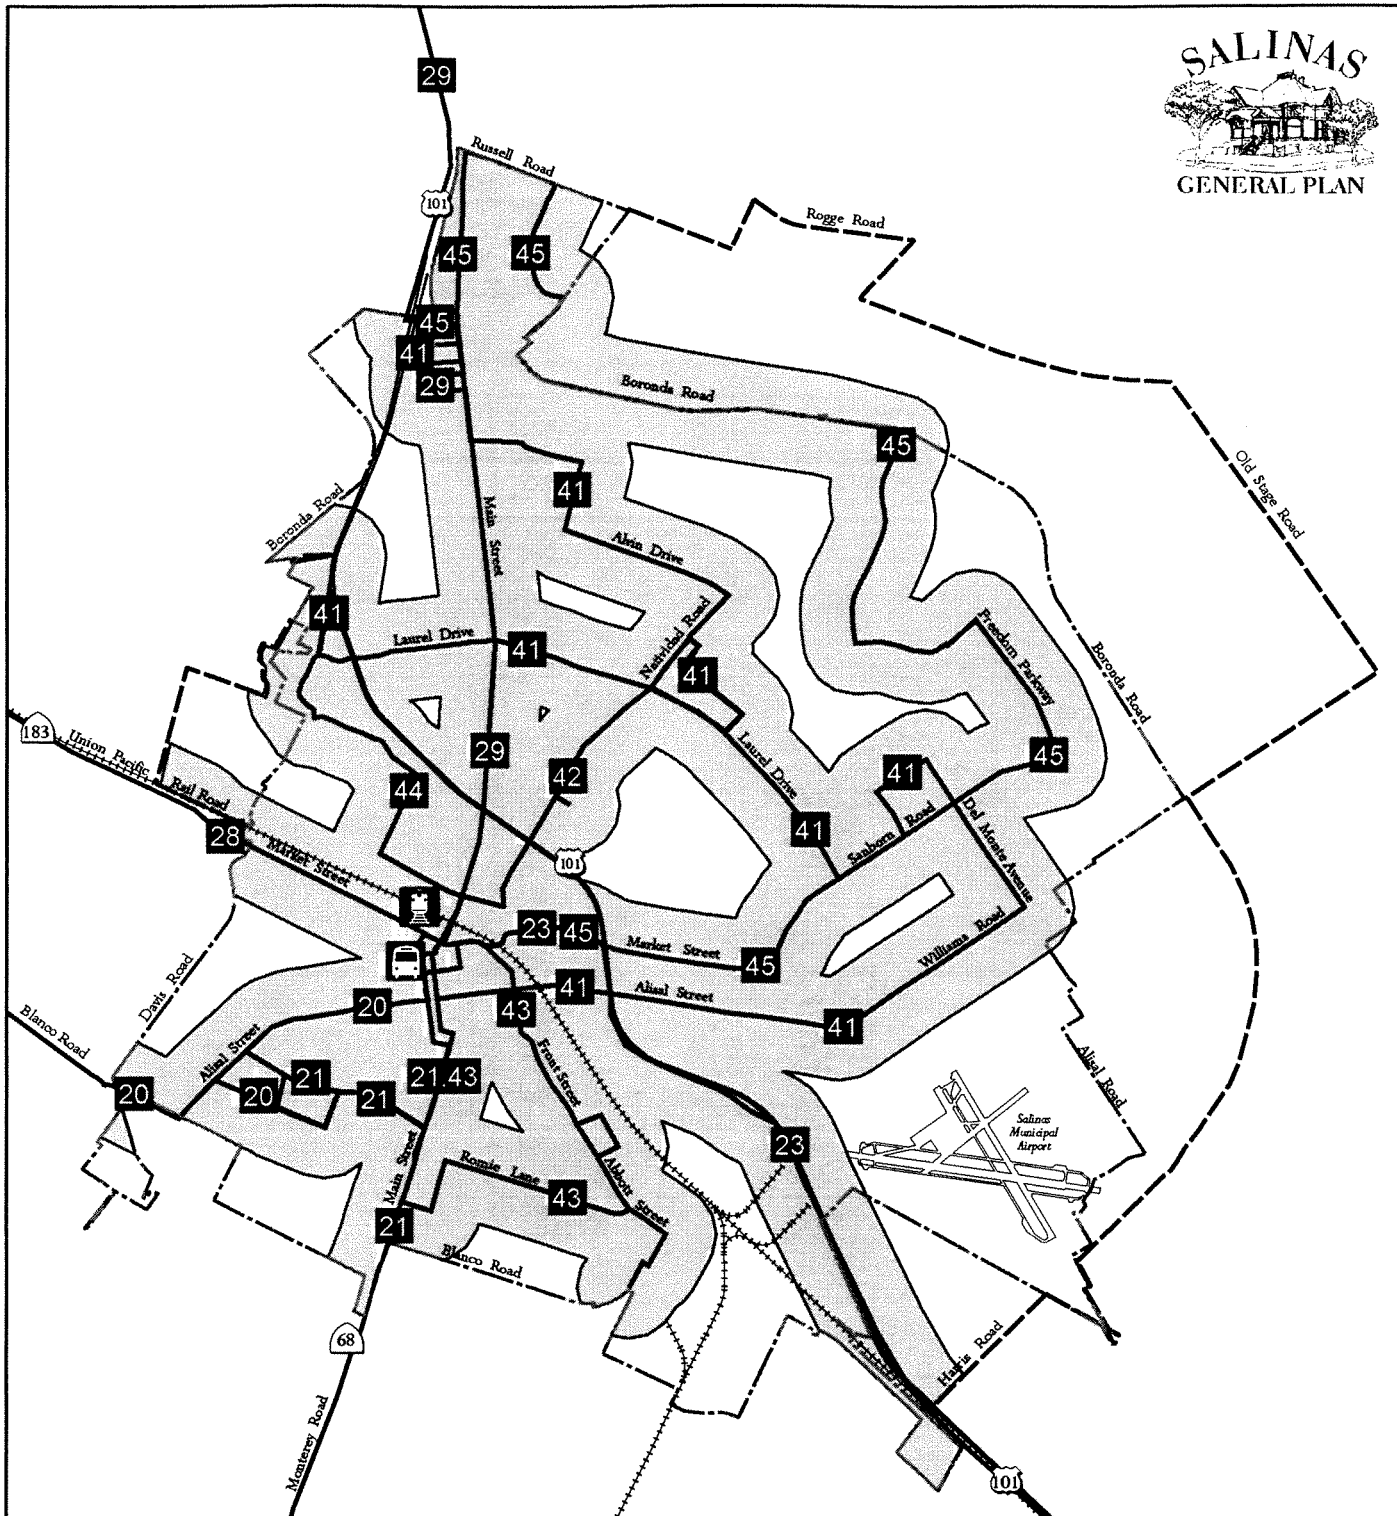 SALINAS
GENERAL PLAN
29
Russell Road
101
Rogge Road
45
45
45
41
29
Boronda Road
45
Old Stage Road
41
Main Street
Boronda Road
Alvin Drive
41
Laurel Drive
41
Natividad Road
41
Freedom Parkway
Boronda Road
183
Union Pacific Rail Road
29
42
Laurel Drive
45
44
41
28
Market Street
41
Sanborn Road
Del Monte Avenue
101
23
45
Market Street
45
Williams Road
Davis Road
20
41
Alisal Street
43
41
Blanco Road
Alisal Street
21
21.43
Front Street
Alisal Road
20
20
21
Salinas
Municipal
Airport
23
Main Street
Romie Lane
43
Abbott Street
21
Blanco Road
68
Harris Road
Monterey Road
101